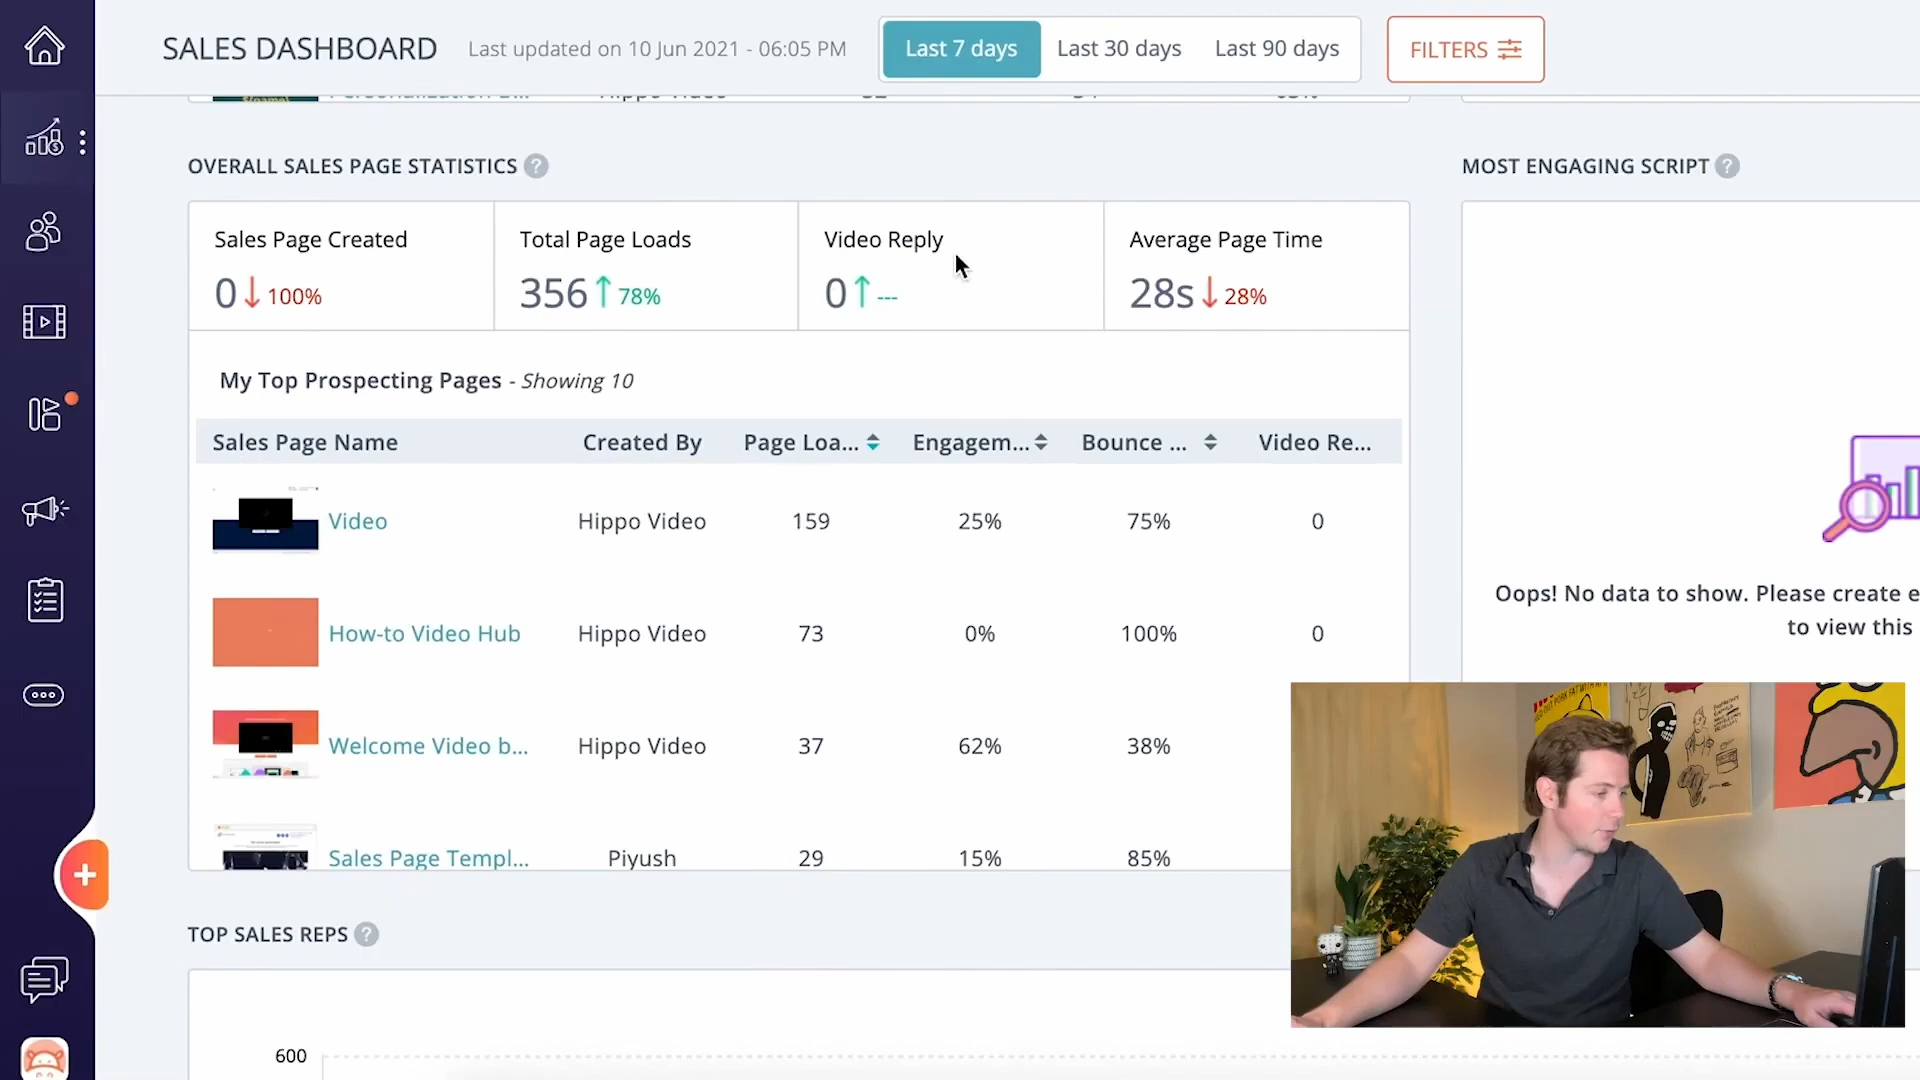 SALES DASHBOARD Last updated on 10 Jun 2021 - 06:05 PM Last 7 days Last 30 days Last 90 days FILTERS
OVERALL SALES PAGE STATISTICS ?
MOST ENGAGING SCRIPT ?
Sales Page Created Total Page Loads Video Reply Average Page Time
0 100% 356 78% 0 --- 28s 28%
My Top Prospecting Pages - Showing 10
Sales Page Name Created By Page Loa... Engagem... Bounce ... Video Re...
Video Hippo Video 159 25% 75% 0
How-to Video Hub Hippo Video 73 0% 100% 0
Welcome Video b... Hippo Video 37 62% 38%
Sales Page Templ... Piyush 29 15% 85%
Oops! No data to show. Please create e
to view this
TOP SALES REPS ?
600